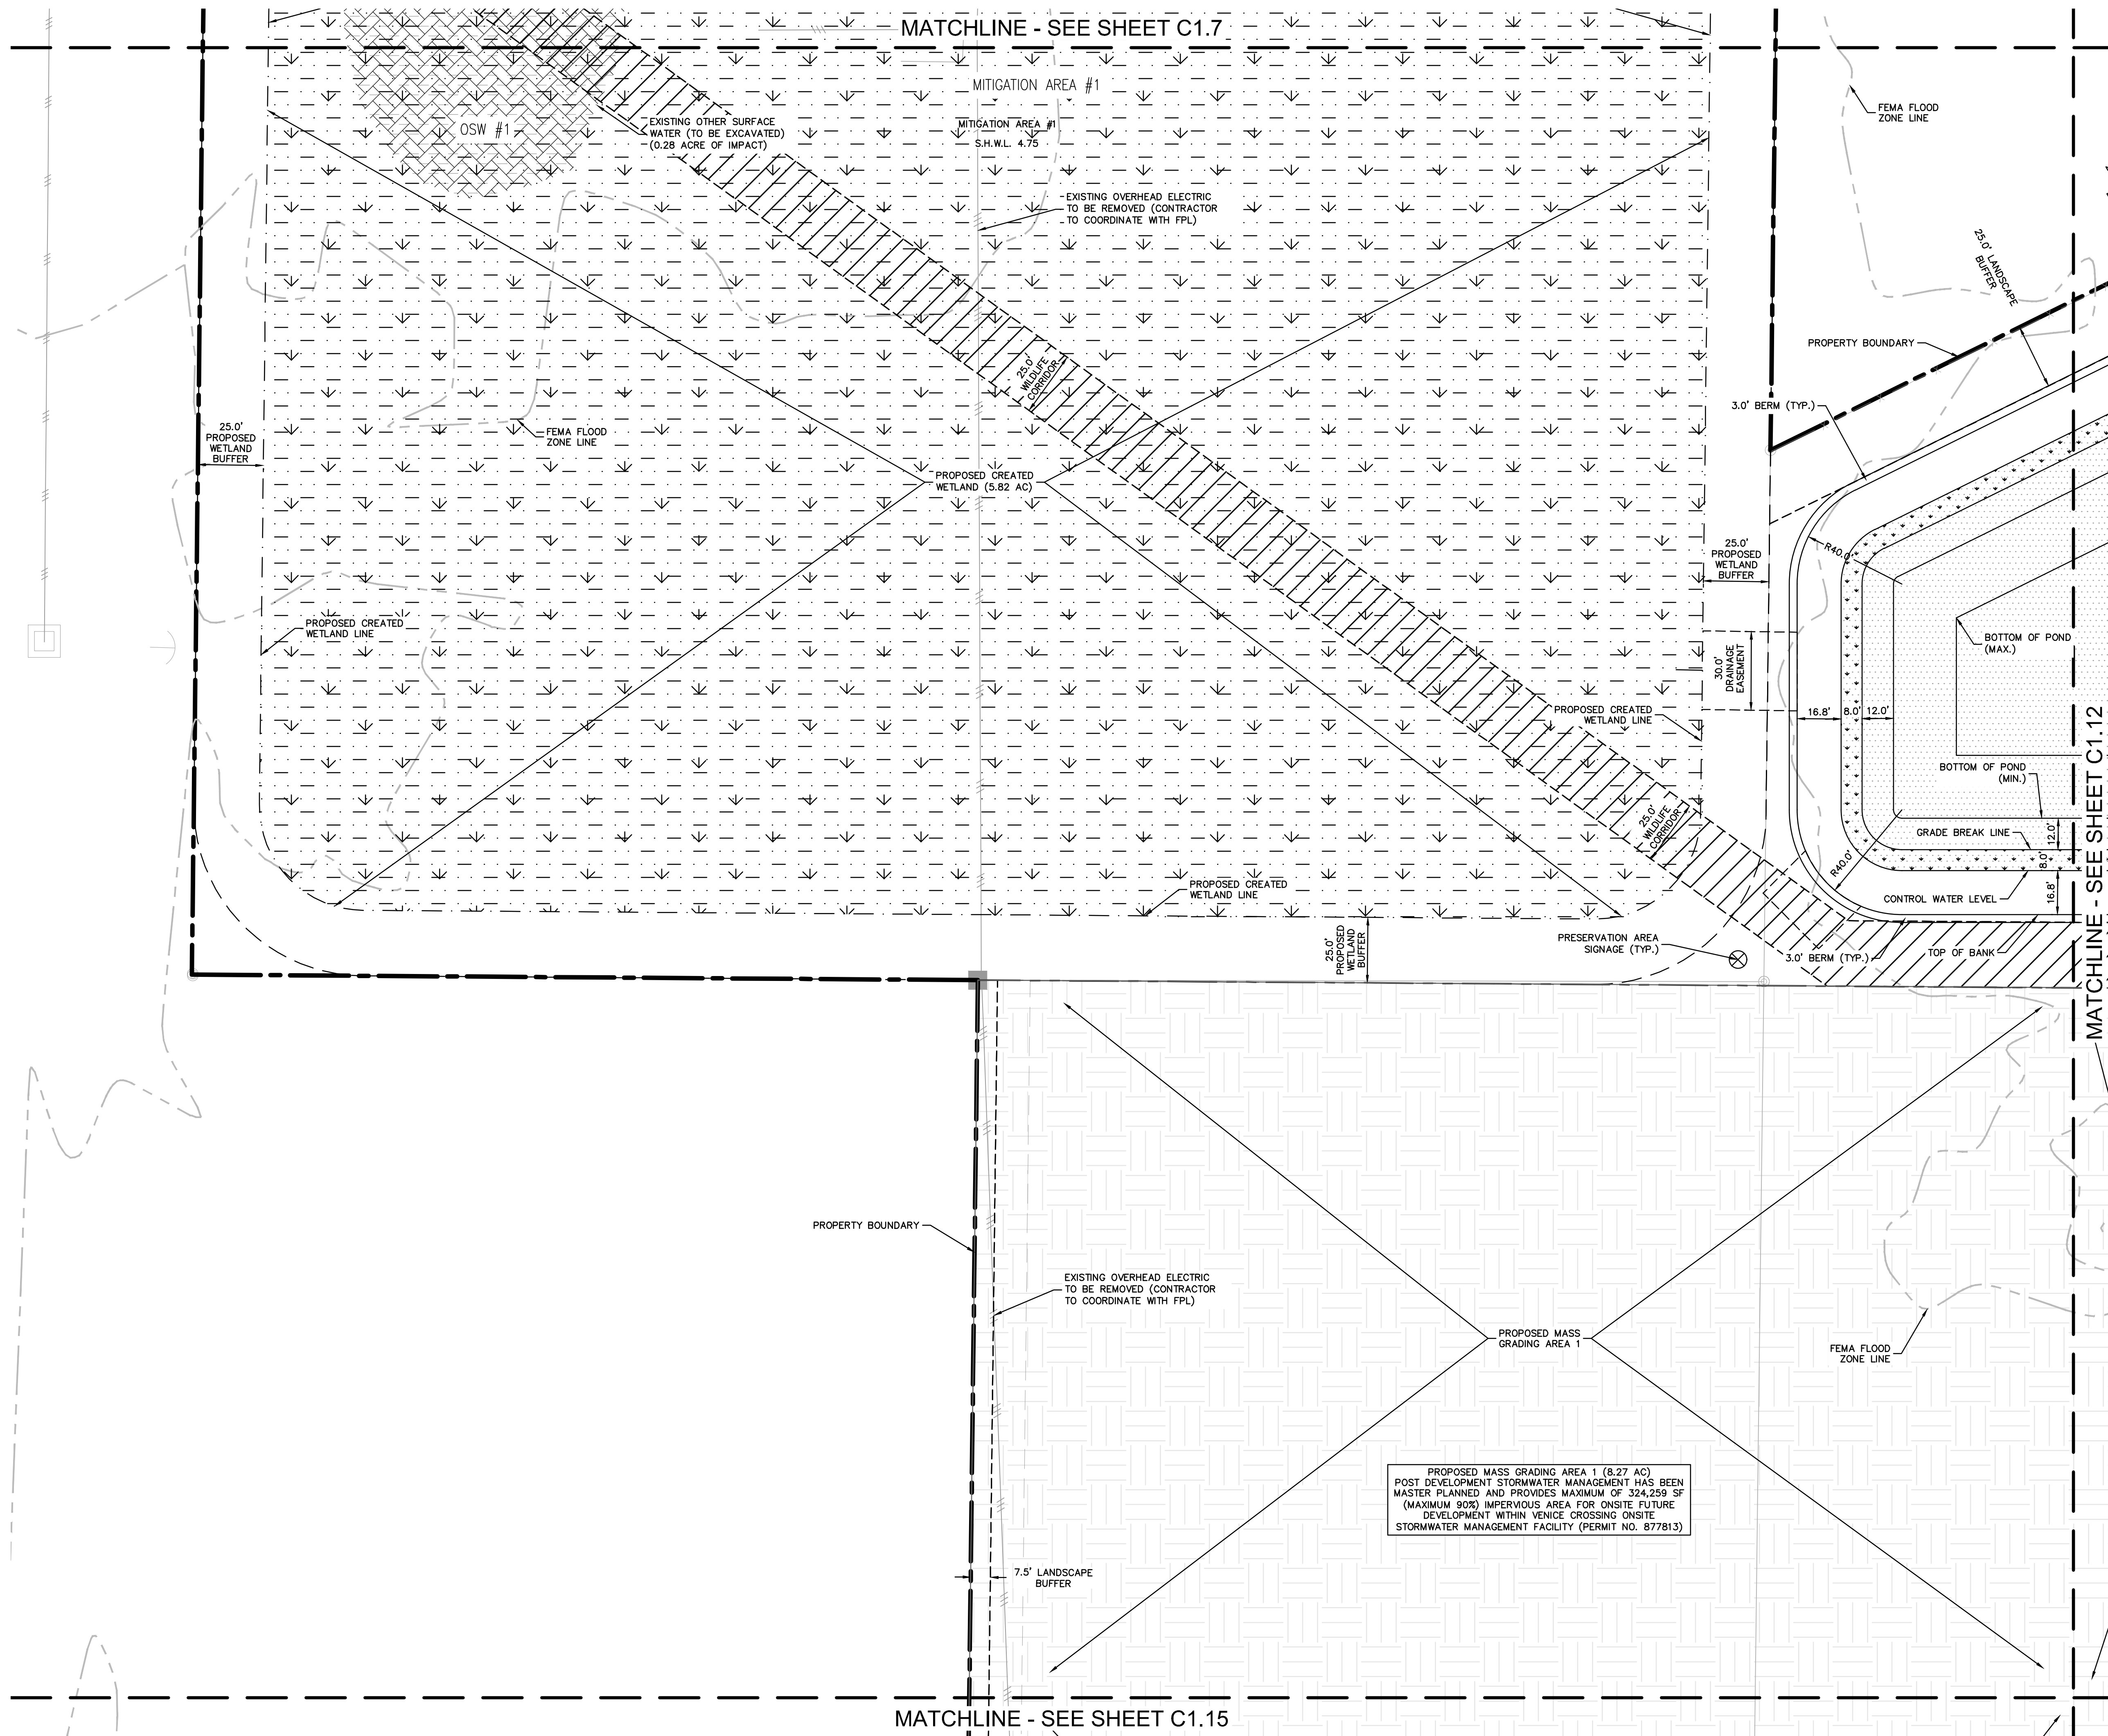 MATCHLINE - SEE SHEET C1.7
MITIGATION AREA #1
MITIGATION AREA #1
S.H.W.L. 4.75
OSW #1
EXISTING OTHER SURFACE
WATER (TO BE EXCAVATED)
(0.28 ACRE OF IMPACT)
FEMA FLOOD
ZONE LINE
EXISTING OVERHEAD ELECTRIC
TO BE REMOVED (CONTRACTOR
TO COORDINATE WITH FPL)
25.0' LANDSCAPE
BUFFER
PROPERTY BOUNDARY
25.0'
WILDLIFE
CORRIDOR
3.0' BERM (TYP.)
25.0'
PROPOSED
WETLAND
BUFFER
FEMA FLOOD
ZONE LINE
PROPOSED CREATED
WETLAND (5.82 AC)
25.0'
PROPOSED
WETLAND
BUFFER
R40.0'
PROPOSED CREATED
WETLAND LINE
BOTTOM OF POND
(MAX.)
30.0'
DRAINAGE
EASEMENT
PROPOSED CREATED
WETLAND LINE
16.8'
8.0'
12.0'
BOTTOM OF POND
(MIN.)
25.0'
WILDLIFE
CORRIDOR
GRADE BREAK LINE
12.0'
8.0'
R40.0'
PROPOSED CREATED
WETLAND LINE
CONTROL WATER LEVEL
16.8'
25.0'
PROPOSED
WETLAND
BUFFER
PRESERVATION AREA
SIGNAGE (TYP.)
3.0' BERM (TYP.)
TOP OF BANK
MATCHLINE - SEE SHEET C1.12
PROPERTY BOUNDARY
EXISTING OVERHEAD ELECTRIC
TO BE REMOVED (CONTRACTOR
TO COORDINATE WITH FPL)
PROPOSED MASS
GRADING AREA 1
FEMA FLOOD
ZONE LINE
PROPOSED MASS GRADING AREA 1 (8.27 AC)
POST DEVELOPMENT STORMWATER MANAGEMENT HAS BEEN
MASTER PLANNED AND PROVIDES MAXIMUM OF 324,259 SF
(MAXIMUM 90%) IMPERVIOUS AREA FOR ONSITE FUTURE
DEVELOPMENT WITHIN VENICE CROSSING ONSITE
STORMWATER MANAGEMENT FACILITY (PERMIT NO. 877813)
7.5' LANDSCAPE
BUFFER
MATCHLINE - SEE SHEET C1.15